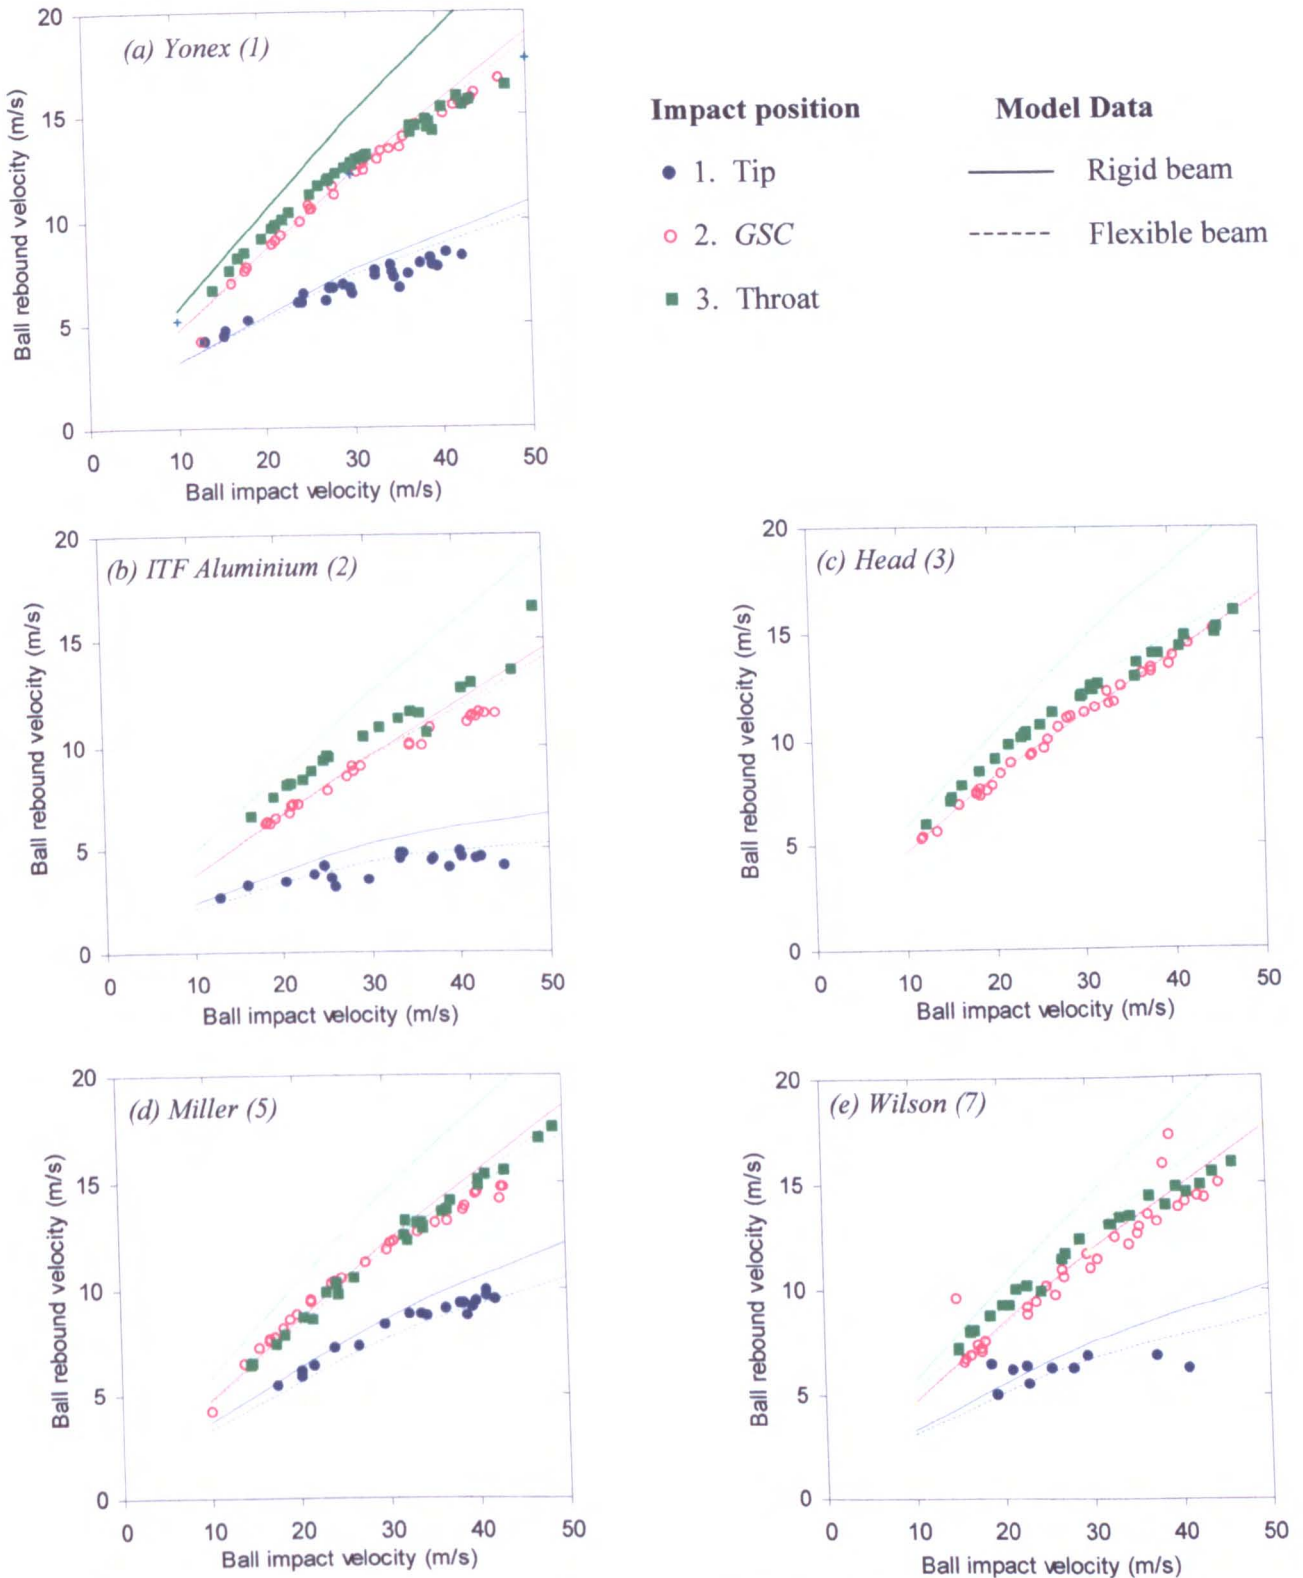 (a) Yonex (1)
20
15
10
5
0
Ball rebound velocity (m/s)
0 10 20 30 40 50
Ball impact velocity (m/s)
Impact position
1. Tip
2. GSC
3. Throat
Model Data
Rigid beam
Flexible beam
(b) ITF Aluminium (2)
20
15
10
5
0
Ball rebound velocity (m/s)
0 10 20 30 40 50
Ball impact velocity (m/s)
(c) Head (3)
20
15
10
5
0
Ball rebound velocity (m/s)
0 10 20 30 40 50
Ball impact velocity (m/s)
(d) Miller (5)
20
15
10
5
0
Ball rebound velocity (m/s)
0 10 20 30 40 50
Ball impact velocity (m/s)
(e) Wilson (7)
20
15
10
5
0
Ball rebound velocity (m/s)
0 10 20 30 40 50
Ball impact velocity (m/s)